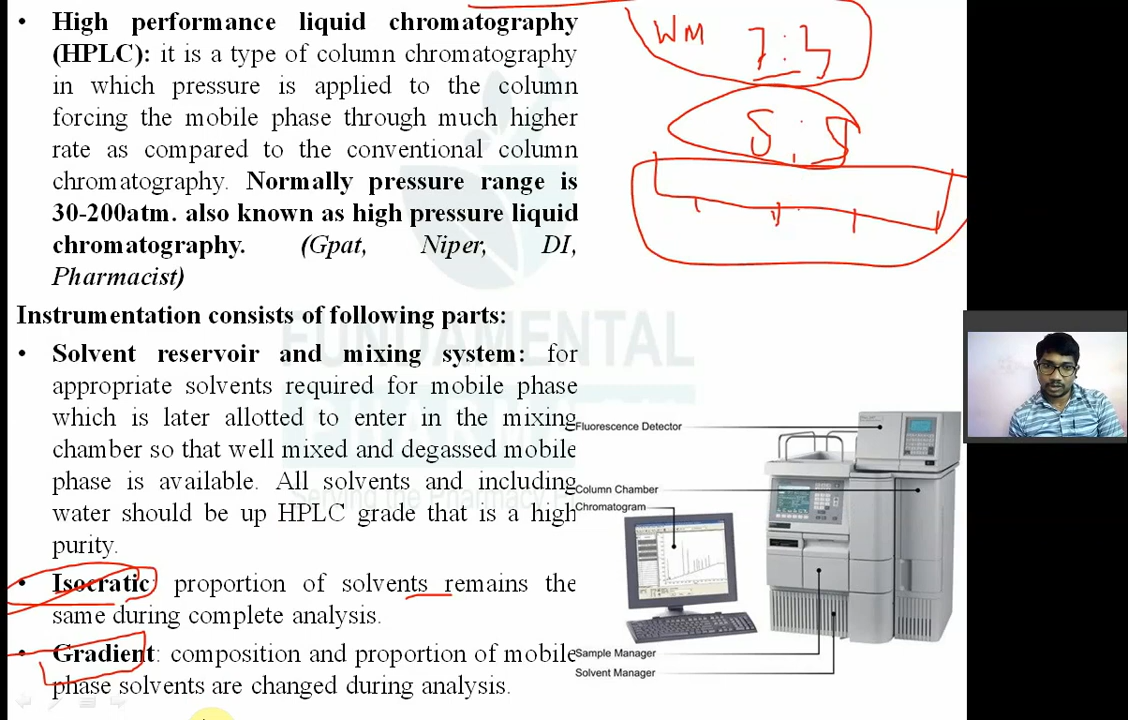 • High performance liquid chromatography
(HPLC): it is a type of column chromatography
in which pressure is applied to the column
forcing the mobile phase through much higher
rate as compared to the conventional column
chromatography. Normally pressure range is
30-200atm. also known as high pressure liquid
chromatography. (Gpat, Niper, DI,
Pharmacist)
Instrumentation consists of following parts:
• Solvent reservoir and mixing system: for
appropriate solvents required for mobile phase
which is later allotted to enter in the mixing
chamber so that well mixed and degassed mobile
phase is available. All solvents and including
water should be up HPLC grade that is a high
purity.
• Isocratic: proportion of solvents remains the
same during complete analysis.
• Gradient: composition and proportion of mobile
phase solvents are changed during analysis.
WM 7:3
5:5
FUNDAMENTAL
Fluorescence Detector
Column Chamber
Chromatogram
Sample Manager
Solvent Manager